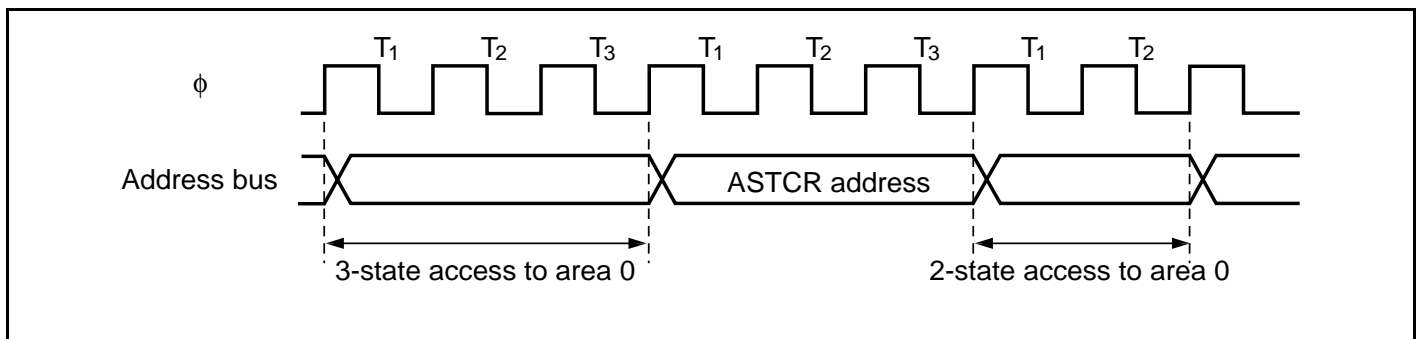 T1 T2 T3 T1 T2 T3 T1 T2
ϕ
Address bus
ASTCR address
3-state access to area 0
2-state access to area 0